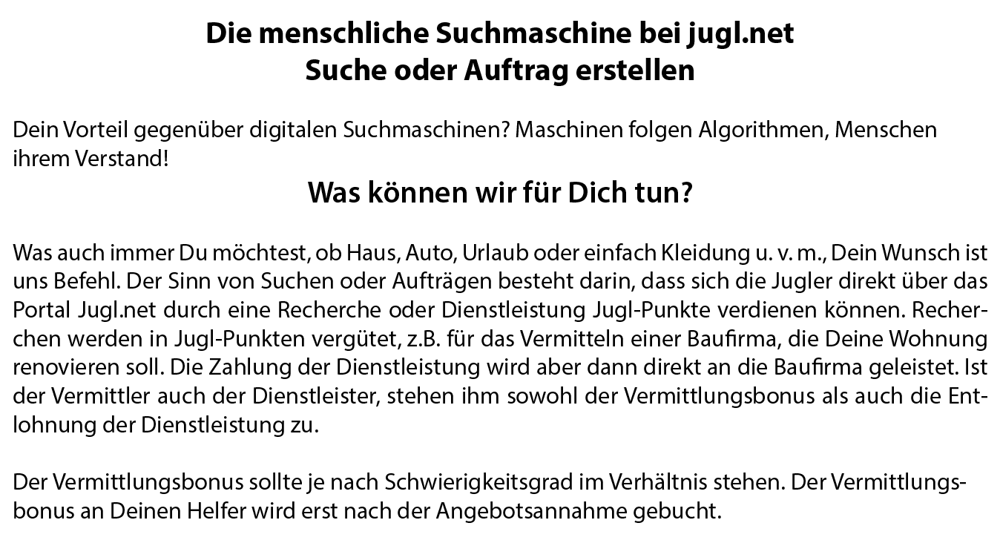 Die menschliche Suchmaschine bei jugl.net
Suche oder Auftrag erstellen
Dein Vorteil gegenüber digitalen Suchmaschinen? Maschinen folgen Algorithmen, Menschen
ihrem Verstand!
Was können wir für Dich tun?
Was auch immer Du möchtest, ob Haus, Auto, Urlaub oder einfach Kleidung u. v. m., Dein Wunsch ist
uns Befehl. Der Sinn von Suchen oder Aufträgen besteht darin, dass sich die Jugler direkt über das
Portal Jugl.net durch eine Recherche oder Dienstleistung Jugl-Punkte verdienen können. Recher-
chen werden in Jugl-Punkten vergütet, z.B. für das Vermitteln einer Baufirma, die Deine Wohnung
renovieren soll. Die Zahlung der Dienstleistung wird aber dann direkt an die Baufirma geleistet. Ist
der Vermittler auch der Dienstleister, stehen ihm sowohl der Vermittlungsbonus als auch die Ent-
lohnung der Dienstleistung zu.
Der Vermittlungsbonus sollte je nach Schwierigkeitsgrad im Verhältnis stehen. Der Vermittlungs-
bonus an Deinen Helfer wird erst nach der Angebotsannahme gebucht.